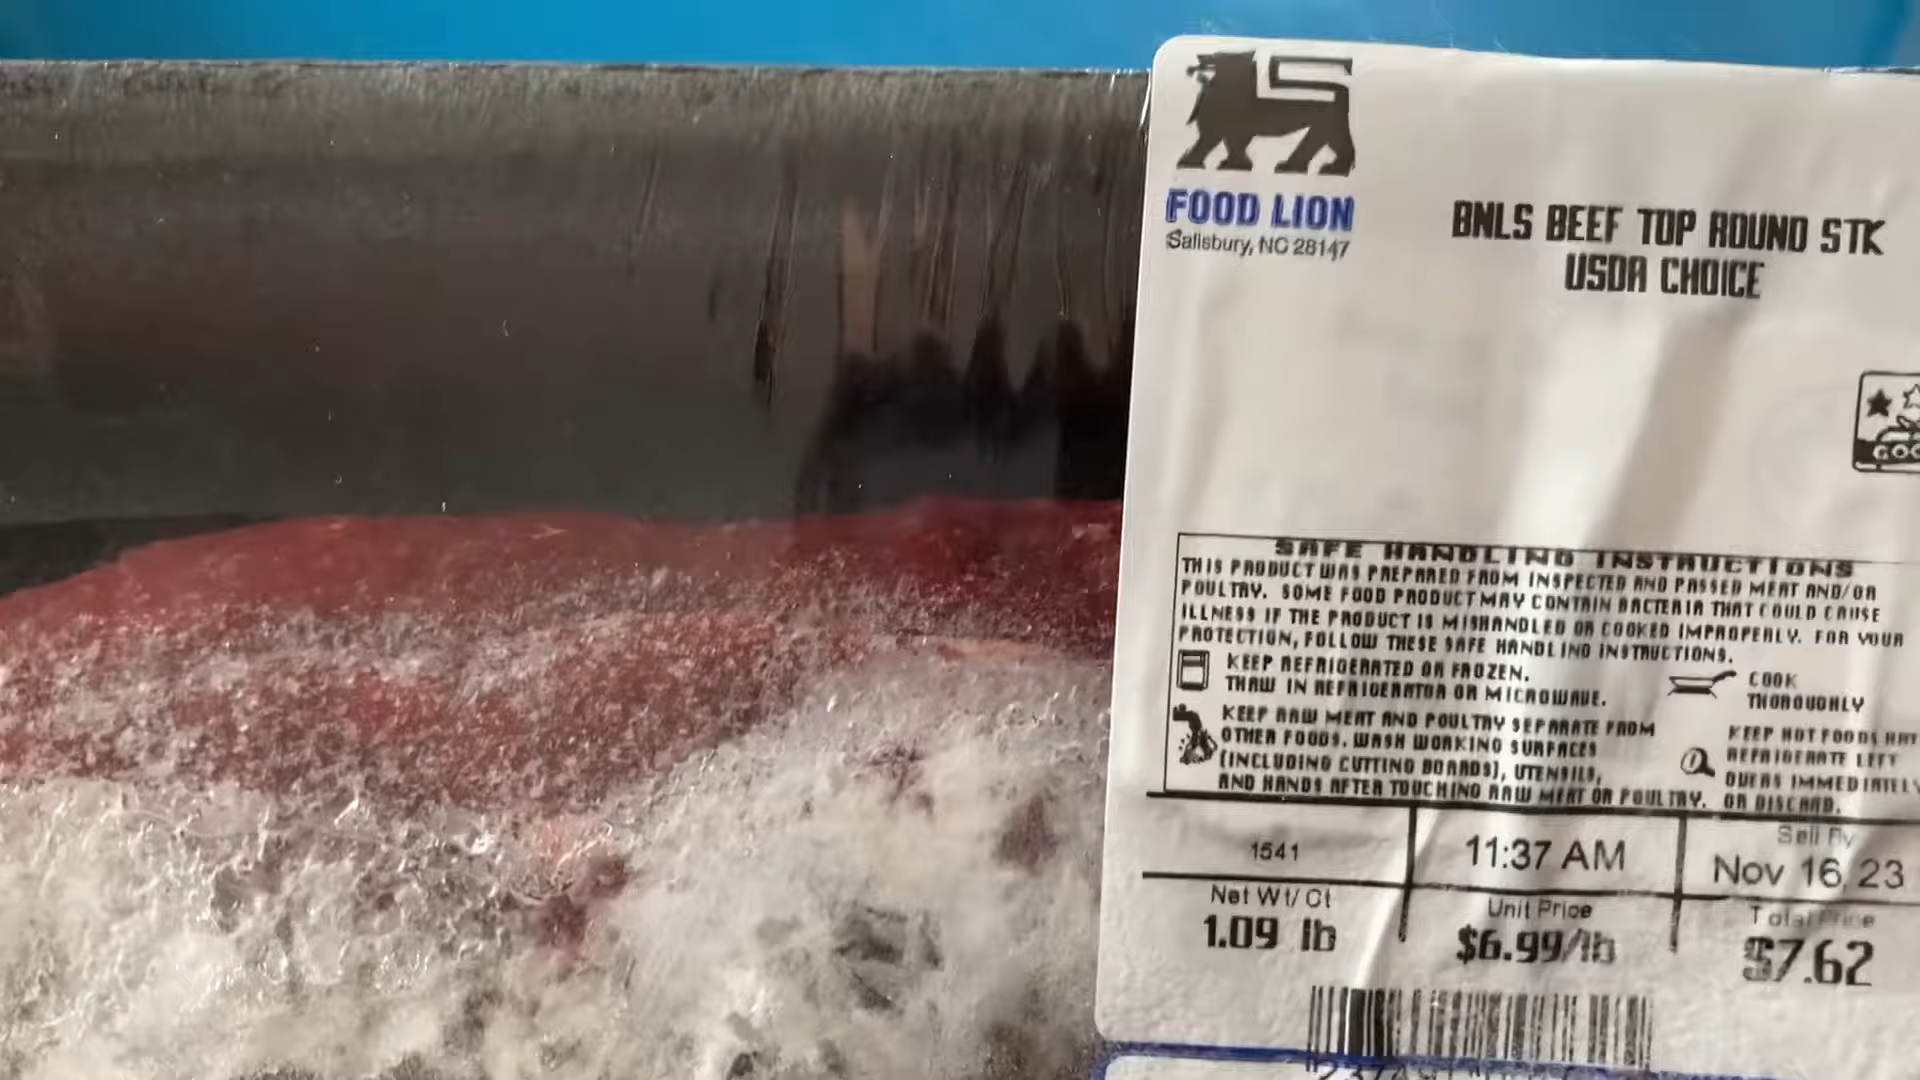 FOOD LION
Salisbury, NC 28147
BNLS BEEF TOP ROUND STK
USDA CHOICE
SAFE HANDLING INSTRUCTIONS
THIS PRODUCT WAS PREPARED FROM INSPECTED AND PASSED MEAT AND/OR
POULTRY. SOME FOOD PRODUCT MAY CONTAIN BACTERIA THAT COULD CAUSE
ILLNESS IF THE PRODUCT IS MISHANDLED OR COOKED IMPROPERLY. FOR YOUR
PROTECTION, FOLLOW THESE SAFE HANDLING INSTRUCTIONS.
KEEP REFRIGERATED OR FROZEN.
THAW IN REFRIGERATOR OR MICROWAVE.
COOK
THOROUGHLY
KEEP RAW MEAT AND POULTRY SEPARATE FROM
OTHER FOODS. WASH WORKING SURFACES
(INCLUDING CUTTING BOARDS), UTENSILS,
AND HANDS AFTER TOUCHING RAW MEAT OR POULTRY.
KEEP HOT FOODS HOT
REFRIGERATE LEFT
OVERS IMMEDIATELY
OR DISCARD.
1541
11:37 AM
Sell By
Nov 16, 23
Net Wt/Ct
1.09 lb
Unit Price
$6.99/lb
Total Price
$7.62